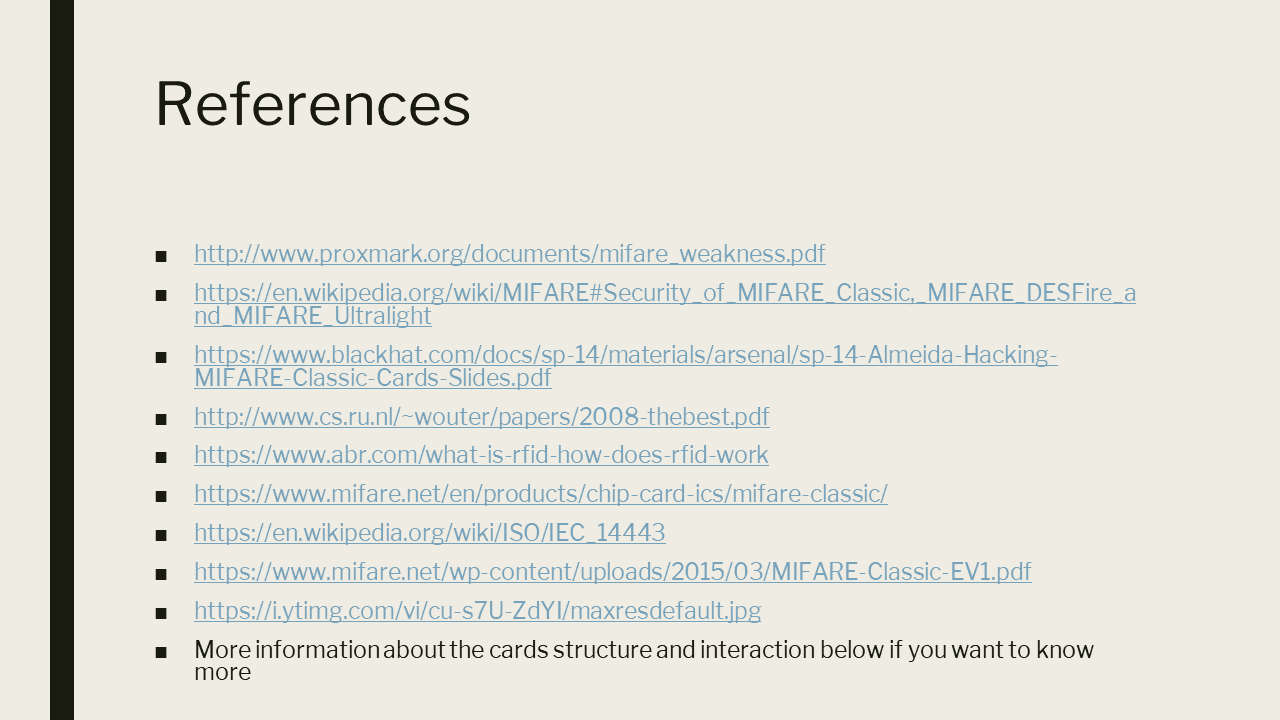 References
http://www.proxmark.org/documents/mifare_weakness.pdf
https://en.wikipedia.org/wiki/MIFARE#Security_of_MIFARE_Classic,_MIFARE_DESFire_a
nd_MIFARE_Ultralight
https://www.blackhat.com/docs/sp-14/materials/arsenal/sp-14-Almeida-Hacking-
MIFARE-Classic-Cards-Slides.pdf
http://www.cs.ru.nl/~wouter/papers/2008-thebest.pdf
https://www.abr.com/what-is-rfid-how-does-rfid-work
https://www.mifare.net/en/products/chip-card-ics/mifare-classic/
https://en.wikipedia.org/wiki/ISO/IEC_14443
https://www.mifare.net/wp-content/uploads/2015/03/MIFARE-Classic-EV1.pdf
https://i.ytimg.com/vi/cu-s7U-ZdYI/maxresdefault.jpg
More information about the cards structure and interaction below if you want to know
more